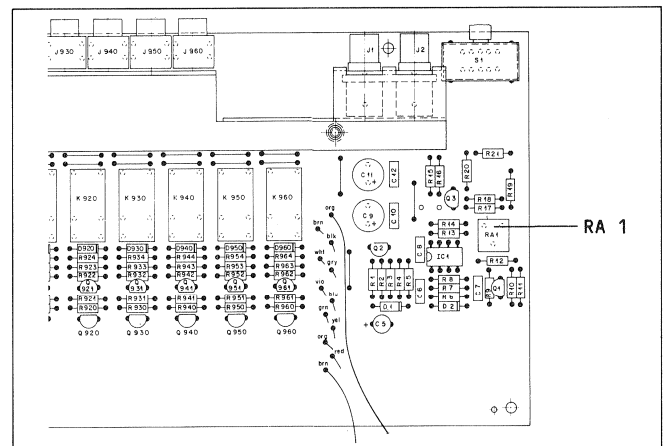 J930 J940 J950 J960 J1 J2 S1
K920 K930 K940 K950 K960
C11 C12 R15 R16 R20 R21 R19
C9 C10 Q3 R18 R17
org
brn
blk
wht
gry
vio
blu
grn
yel
org
red
brn
R14
R13
RA1
RA 1
Q2 C8 IC1 R12
D920 D930 D940 D950 D960
R924 R934 R944 R954 R964
R923 R933 R943 R953 R963
R922 R932 R942 R952 R962
Q921 Q931 Q941 Q951 Q961
R921 R931 R941 R951 R961
R920 R930 R940 R950 R960
Q920 Q930 Q940 Q950 Q960
R1 R2 R3 R4 R5 C6 R8 C7 R9 Q1 R10 R11
R7
R6
D1 D2
+ C5